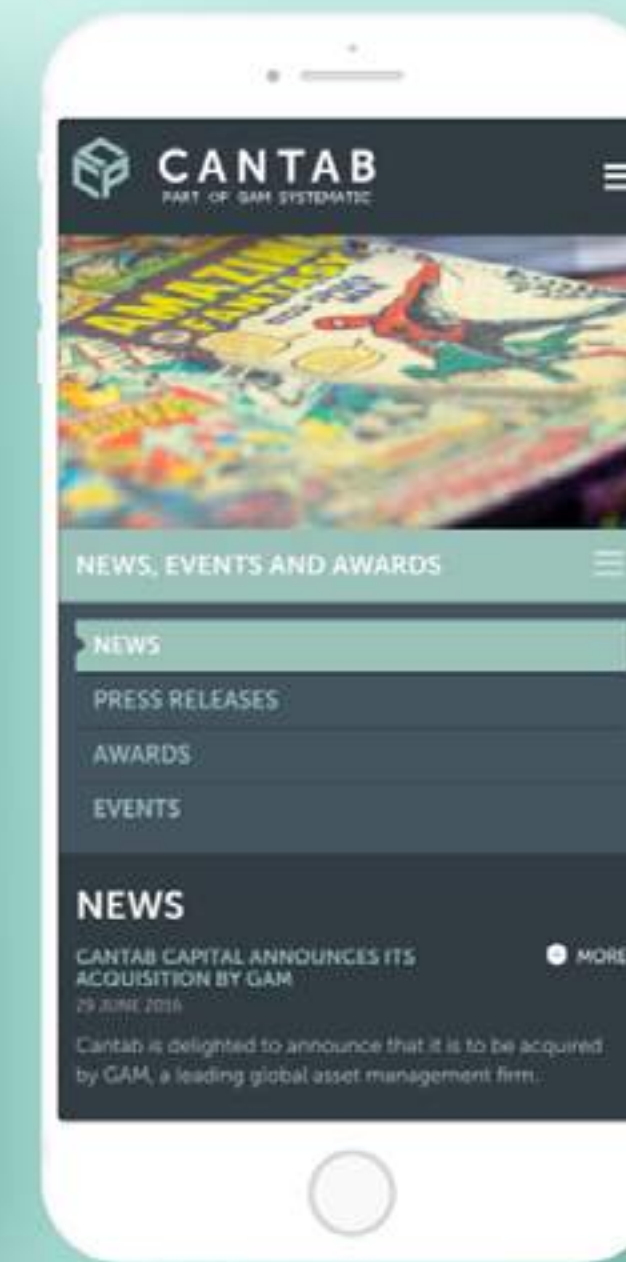 CANTAB
PART OF GAM SYSTEMATIC
AMAZIN
FANTASY
NEWS, EVENTS AND AWARDS
NEWS
PRESS RELEASES
AWARDS
EVENTS
NEWS
CANTAB CAPITAL ANNOUNCES ITS
ACQUISITION BY GAM
MORE
29 JUNE 2016
Cantab is delighted to announce that it is to be acquired
by GAM, a leading global asset management firm.